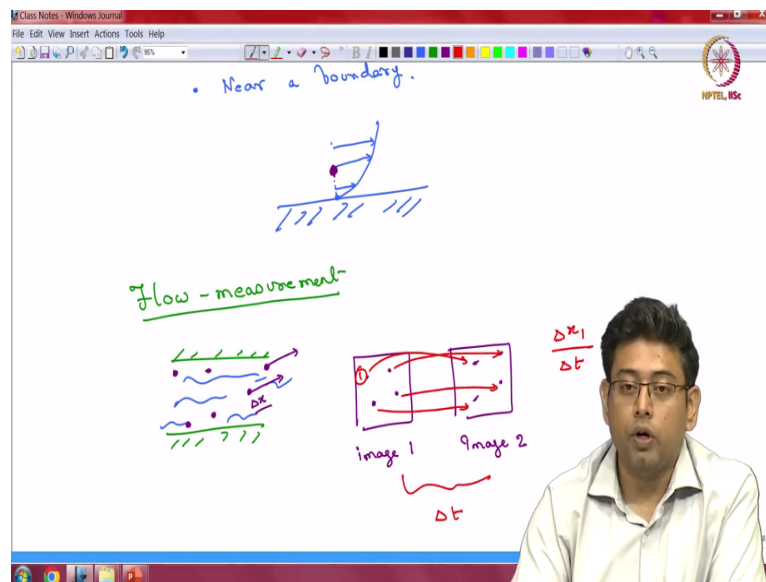 Class Notes - Windows Journal
File Edit View Insert Actions Tools Help
95%
B I
NPTEL, IISc
• Near a boundary.
Flow - measurement
Δx
①
image 1
Image 2
Δt
Δx1
Δt